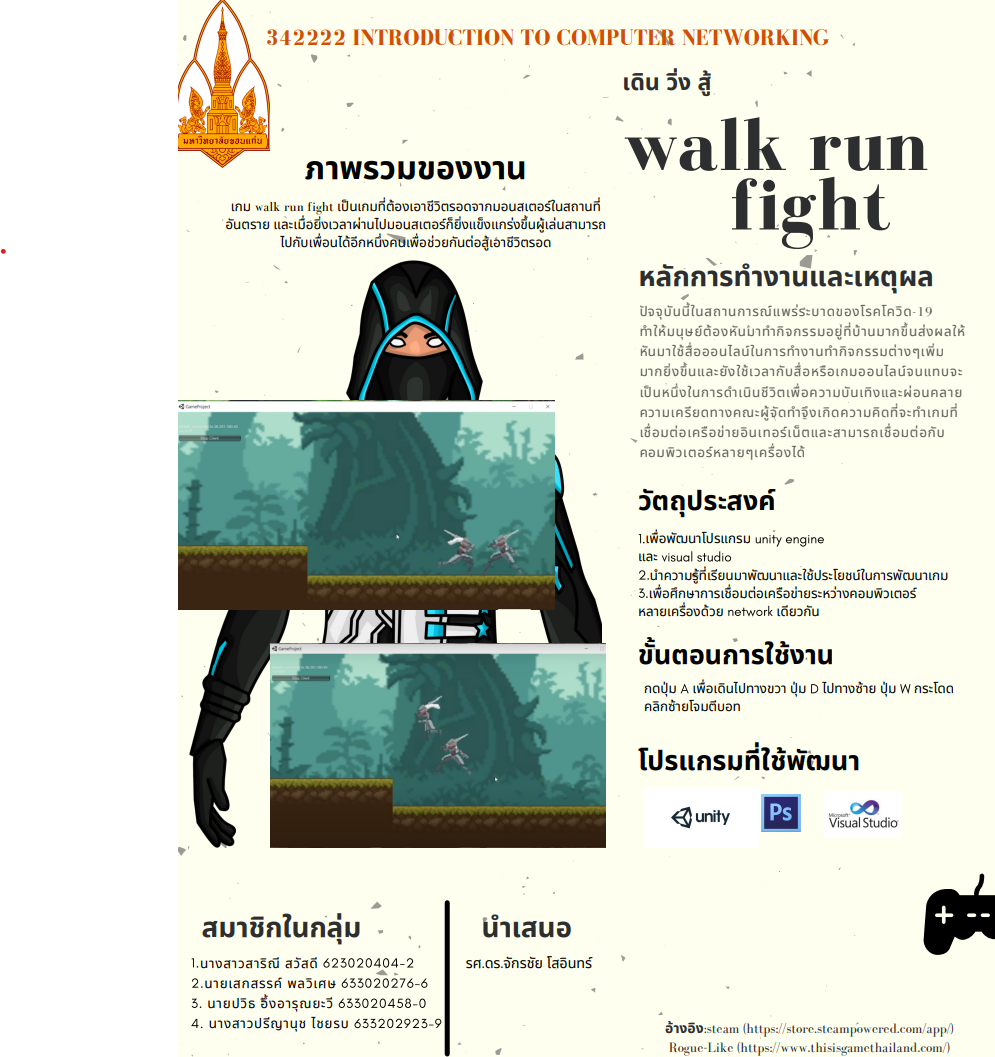 342222 INTRODUCTION TO COMPUTER NETWORKING
มหาวิทยาลัยขอนแก่น
เดิน วิ่ง สู้
walk run
fight
ภาพรวมของงาน
เกม walk run fight เป็นเกมที่ต้องเอาชีวิตรอดจากมอนสเตอร์ในสถานที่
อันตราย และเมื่อยิ่งเวลาผ่านไปมอนสเตอร์ก็ยิ่งแข็งแกร่งขึ้นผู้เล่นสามารถ
ไปกับเพื่อนได้อีกหนึ่งคนเพื่อช่วยกันต่อสู้เอาชีวิตรอด
GameProject
Stop Client
GameProject
Stop Client
หลักการทำงานและเหตุผล
ปัจจุบันนี้ในสถานการณ์แพร่ระบาดของโรคโควิด-19
ทำให้มนุษย์ต้องหันมาทำกิจกรรมอยู่ที่บ้านมากขึ้นส่งผลให้
หันมาใช้สื่อออนไลน์ในการทำงานทำกิจกรรมต่างๆเพิ่ม
มากยิ่งขึ้นและยังใช้เวลากับสื่อหรือเกมออนไลน์จนแทบจะ
เป็นหนึ่งในการดำเนินชีวิตเพื่อความบันเทิงและผ่อนคลาย
ความเครียดทางคณะผู้จัดทำจึงเกิดความคิดที่จะทำเกมที่
เชื่อมต่อเครือข่ายอินเทอร์เน็ตและสามารถเชื่อมต่อกับ
คอมพิวเตอร์หลายๆเครื่องได้
วัตถุประสงค์
1.เพื่อพัฒนาโปรแกรม unity engine
และ visual studio
2.นำความรู้ที่เรียนมาพัฒนาและใช้ประโยชน์ในการพัฒนาเกม
3.เพื่อศึกษาการเชื่อมต่อเครือข่ายระหว่างคอมพิวเตอร์
หลายเครื่องด้วย network เดียวกัน
ขั้นตอนการใช้งาน
กดปุ่ม A เพื่อเดินไปทางขวา ปุ่ม D ไปทางซ้าย ปุ่ม W กระโดด
คลิกซ้ายโจมตีบอท
โปรแกรมที่ใช้พัฒนา
unity
Ps
Microsoft
Visual Studio
สมาชิกในกลุ่ม
1.นางสาวสาริณี สวัสดี 623020404-2
2.นายเสกสรรค์ พลวิเศษ 633020276-6
3. นายปวิธ อึ้งอารุณยะวี 633020458-0
4. นางสาวปรีญานุช ไชยรบ 633202923-9
นำเสนอ
รศ.ดร.จักรชัย โสอินทร์
อ้างอิง:steam (https://store.steampowered.com/app/)
Rogue-Like (https://www.thisisgamethailand.com/)